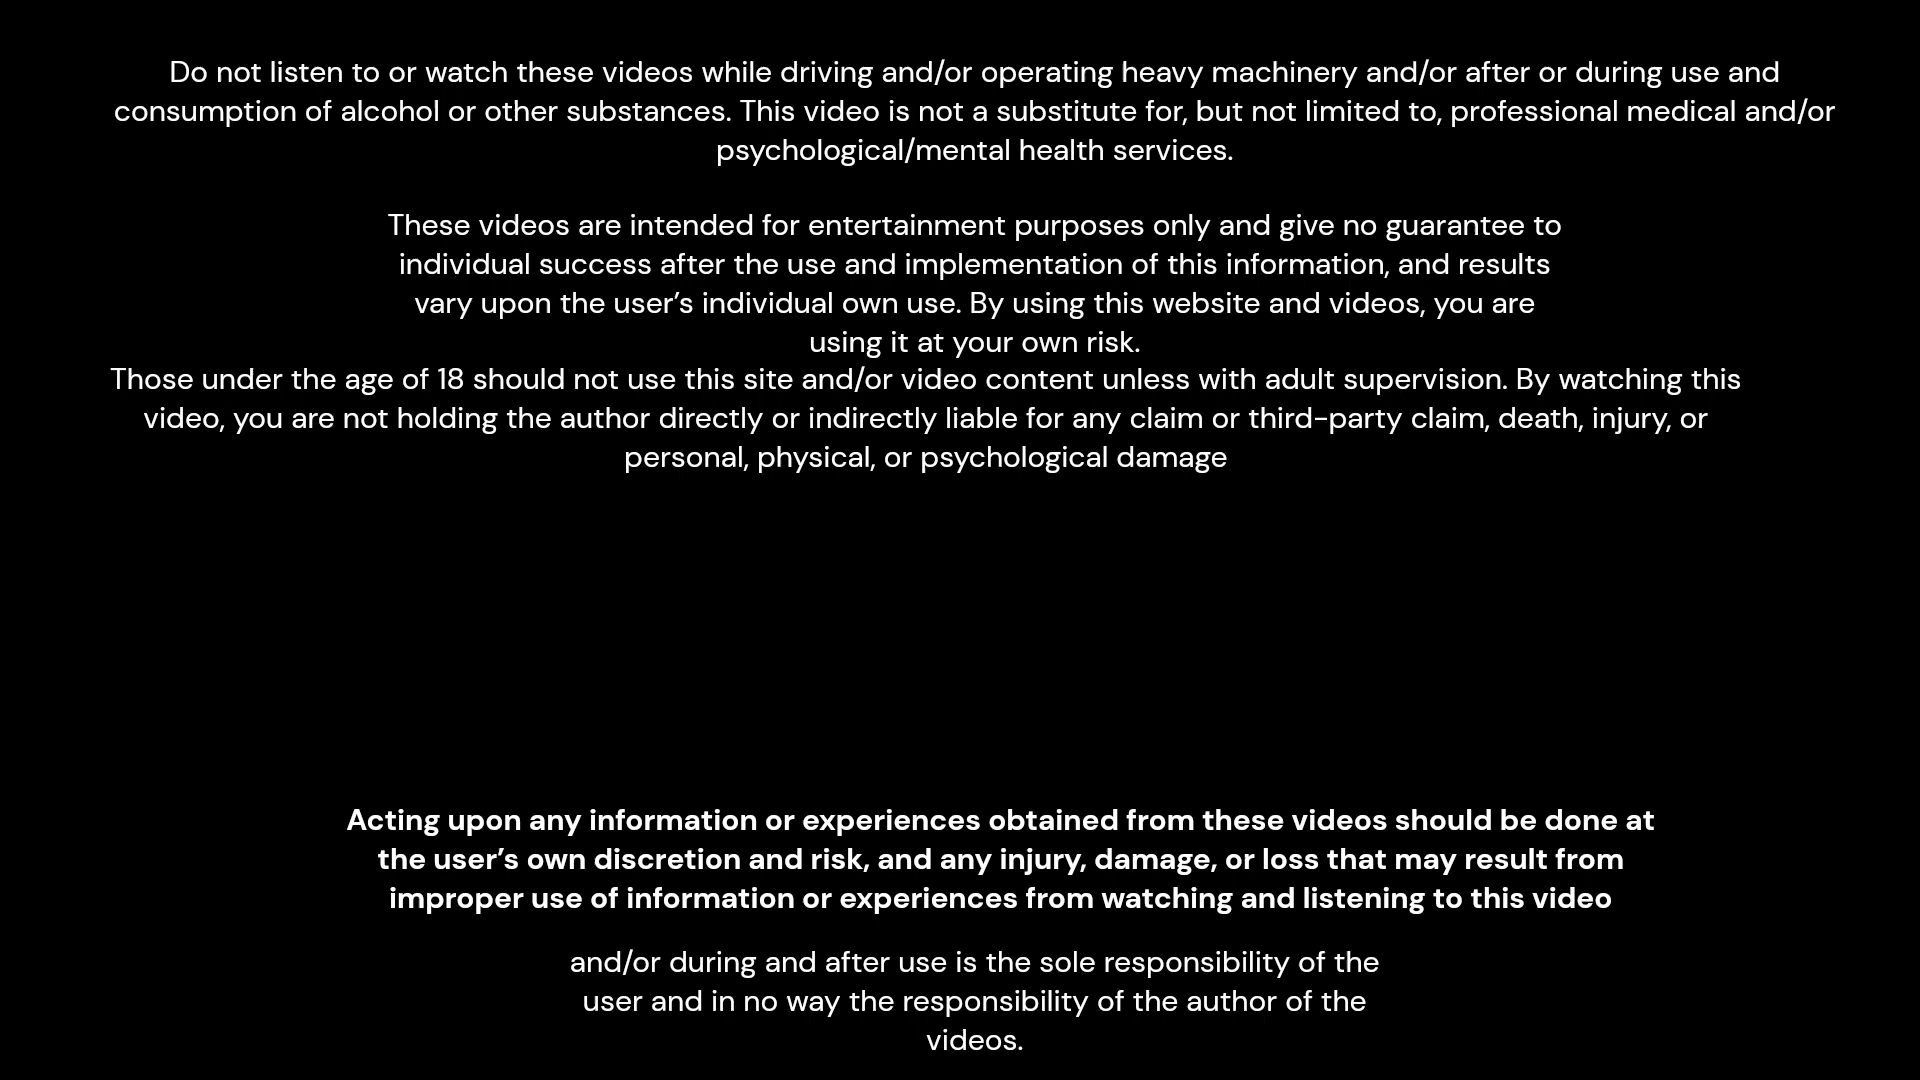 Do not listen to or watch these videos while driving and/or operating heavy machinery and/or after or during use and
consumption of alcohol or other substances. This video is not a substitute for, but not limited to, professional medical and/or
psychological/mental health services.
These videos are intended for entertainment purposes only and give no guarantee to
individual success after the use and implementation of this information, and results
vary upon the user’s individual own use. By using this website and videos, you are
using it at your own risk.
Those under the age of 18 should not use this site and/or video content unless with adult supervision. By watching this
video, you are not holding the author directly or indirectly liable for any claim or third-party claim, death, injury, or
personal, physical, or psychological damage
Acting upon any information or experiences obtained from these videos should be done at
the user’s own discretion and risk, and any injury, damage, or loss that may result from
improper use of information or experiences from watching and listening to this video
and/or during and after use is the sole responsibility of the
user and in no way the responsibility of the author of the
videos.